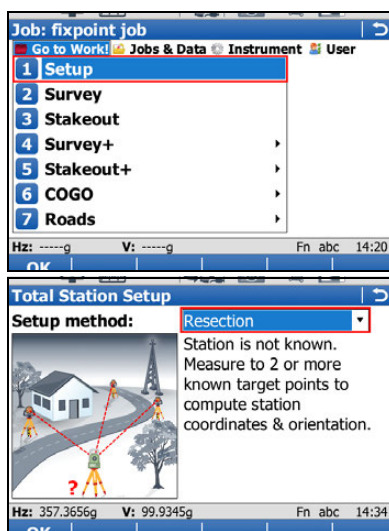 Job: fixpoint job
Go to Work! Jobs & Data Instrument User
1 Setup
2 Survey
3 Stakeout
4 Survey+
5 Stakeout+
6 COGO
7 Roads
Hz: -----g V: -----g Fn abc 14:20
OK
Total Station Setup
Setup method: Resection
Station is not known.
Measure to 2 or more
known target points to
compute station
coordinates & orientation.
?
Hz: 357.3656g V: 99.9345g Fn abc 14:34
OK